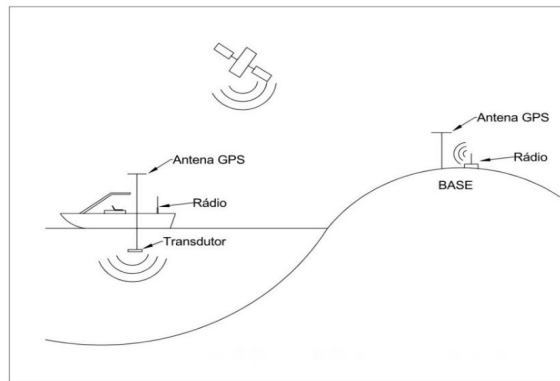 Antena GPS
Antena GPS
Rádio
BASE
Rádio
Transdutor